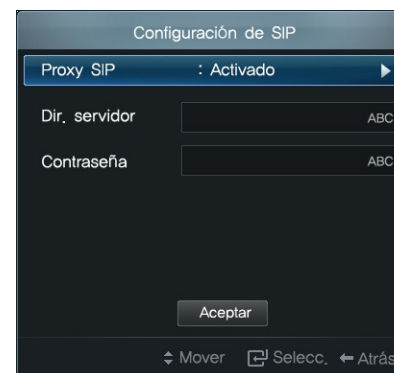 Configuración de SIP
Proxy SIP : Activado
Dir. servidor ABC
Contraseña ABC
Aceptar
Mover Selecc. Atrás